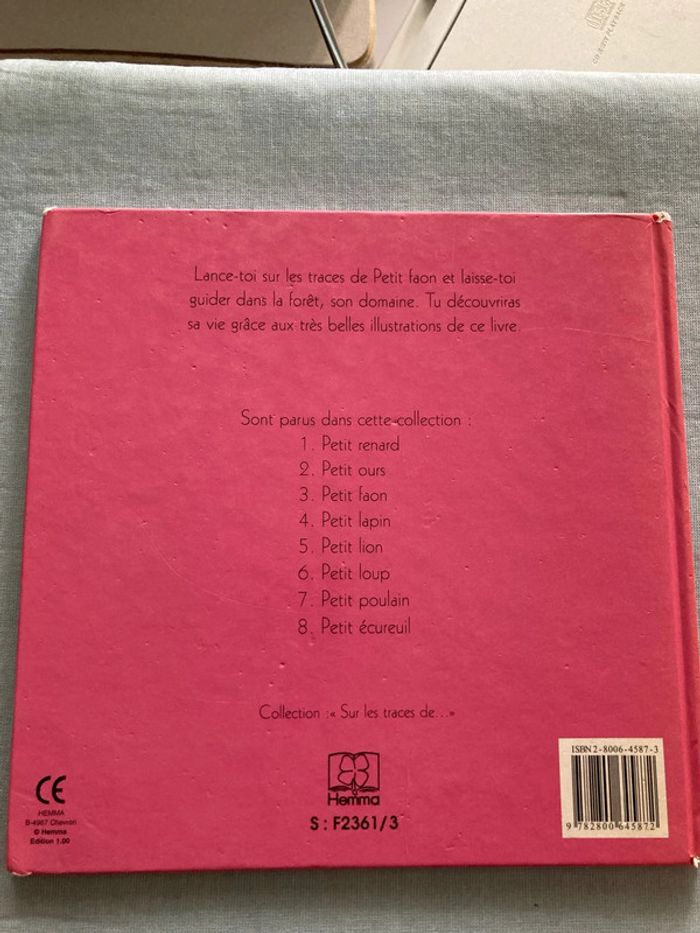 CD-R/RW PLAYBACK
Lance-toi sur les traces de Petit faon et laisse-toi
guider dans la forêt, son domaine. Tu découvriras
sa vie grâce aux très belles illustrations de ce livre.
Sont parus dans cette collection :
1. Petit renard
2. Petit ours
3. Petit faon
4. Petit lapin
5. Petit lion
6. Petit loup
7. Petit poulain
8. Petit écureuil
Collection :« Sur les traces de...»
Hemma
S : F2361/3
CE
HEMMA
B-4987 Chevron
© Hemma
Edition 1.00
ISBN 2-8006-4587-3
9 782800 645872